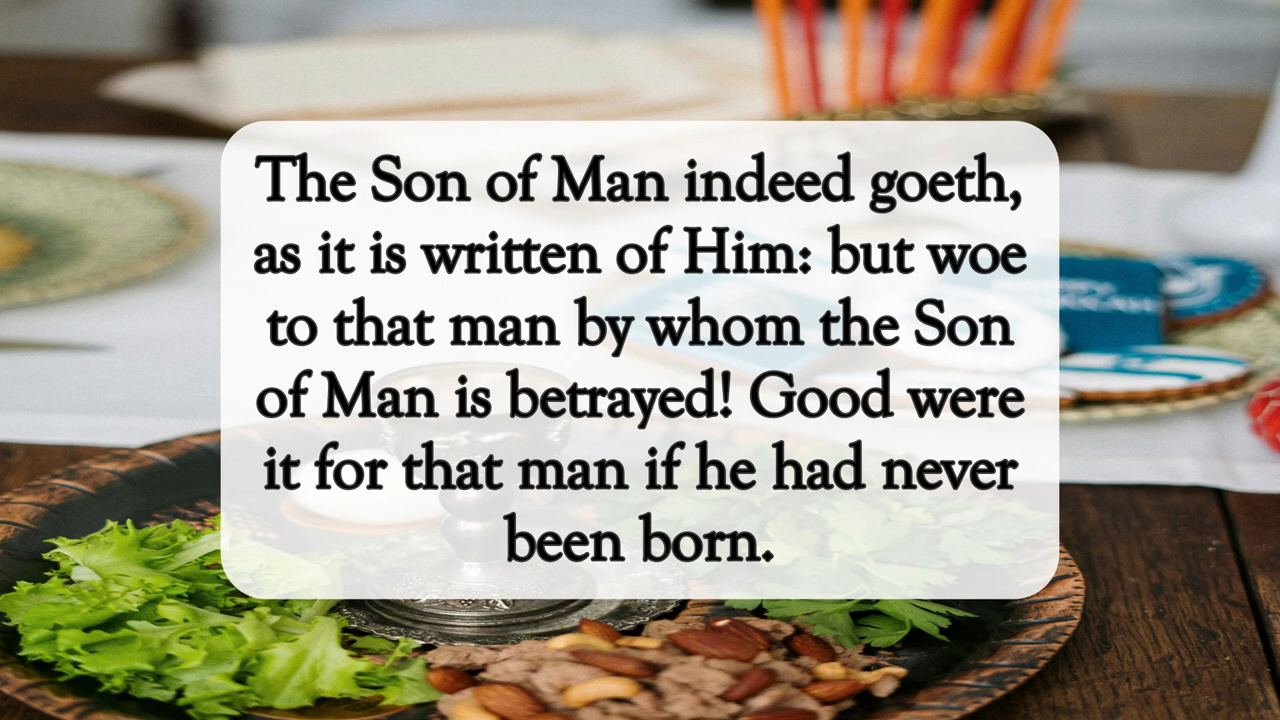 The Son of Man indeed goeth,
as it is written of Him: but woe
to that man by whom the Son
of Man is betrayed! Good were
it for that man if he had never
been born.